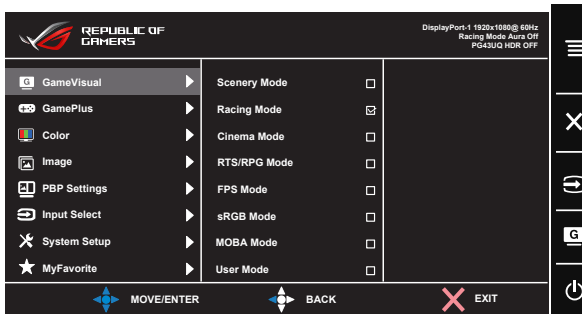 REPUBLIC OF
GAMERS
DisplayPort-1 1920x1080@ 60Hz
Racing Mode Aura Off
PG43UQ HDR OFF
G GameVisual
GamePlus
Color
Image
PBP Settings
Input Select
System Setup
MyFavorite
Scenery Mode
Racing Mode
Cinema Mode
RTS/RPG Mode
FPS Mode
sRGB Mode
MOBA Mode
User Mode
MOVE/ENTER
BACK
EXIT
G